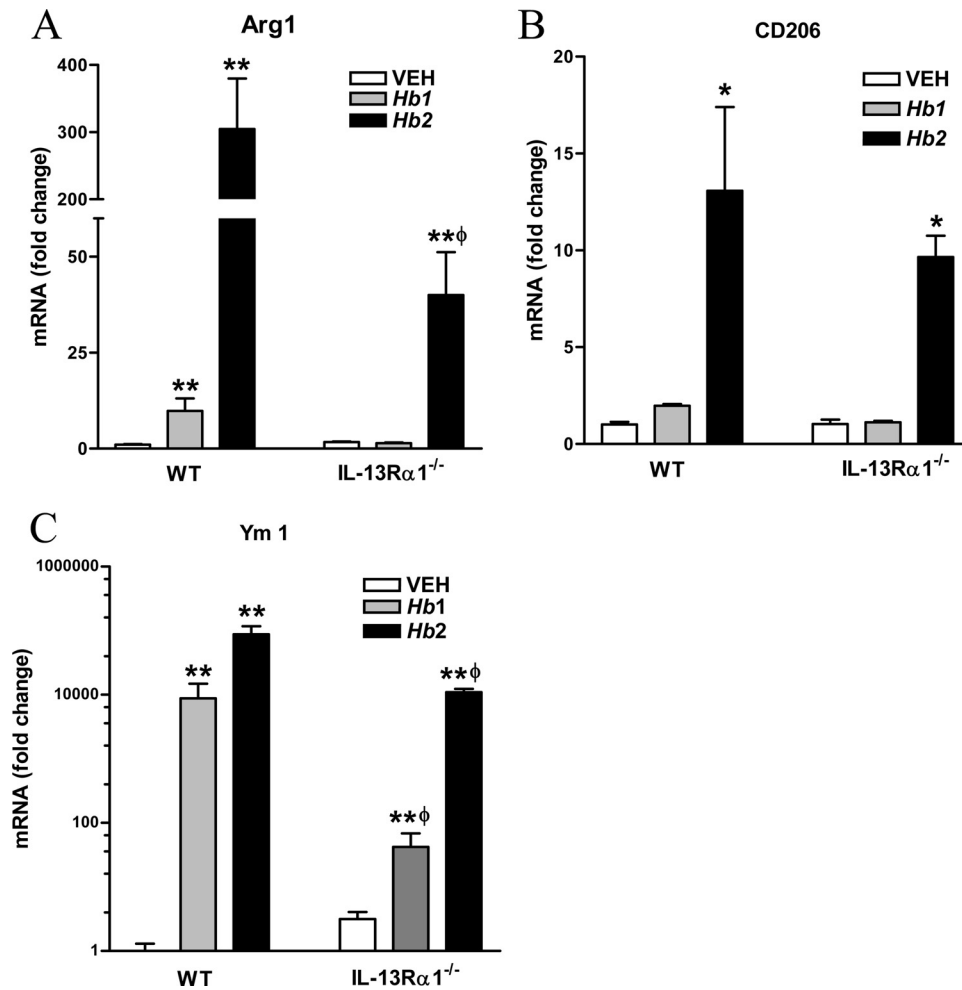 A
Arg1
mRNA (fold change)
400
300
200
50
25
0
VEH
Hb1
Hb2
**
**
**ϕ
WT
IL-13Rα1-/-
B
CD206
mRNA (fold change)
20
15
10
5
0
VEH
Hb1
Hb2
*
*
WT
IL-13Rα1-/-
C
Ym 1
mRNA (fold change)
1000000
10000
100
1
VEH
Hb1
Hb2
**
**
**ϕ
**ϕ
WT
IL-13Rα1-/-